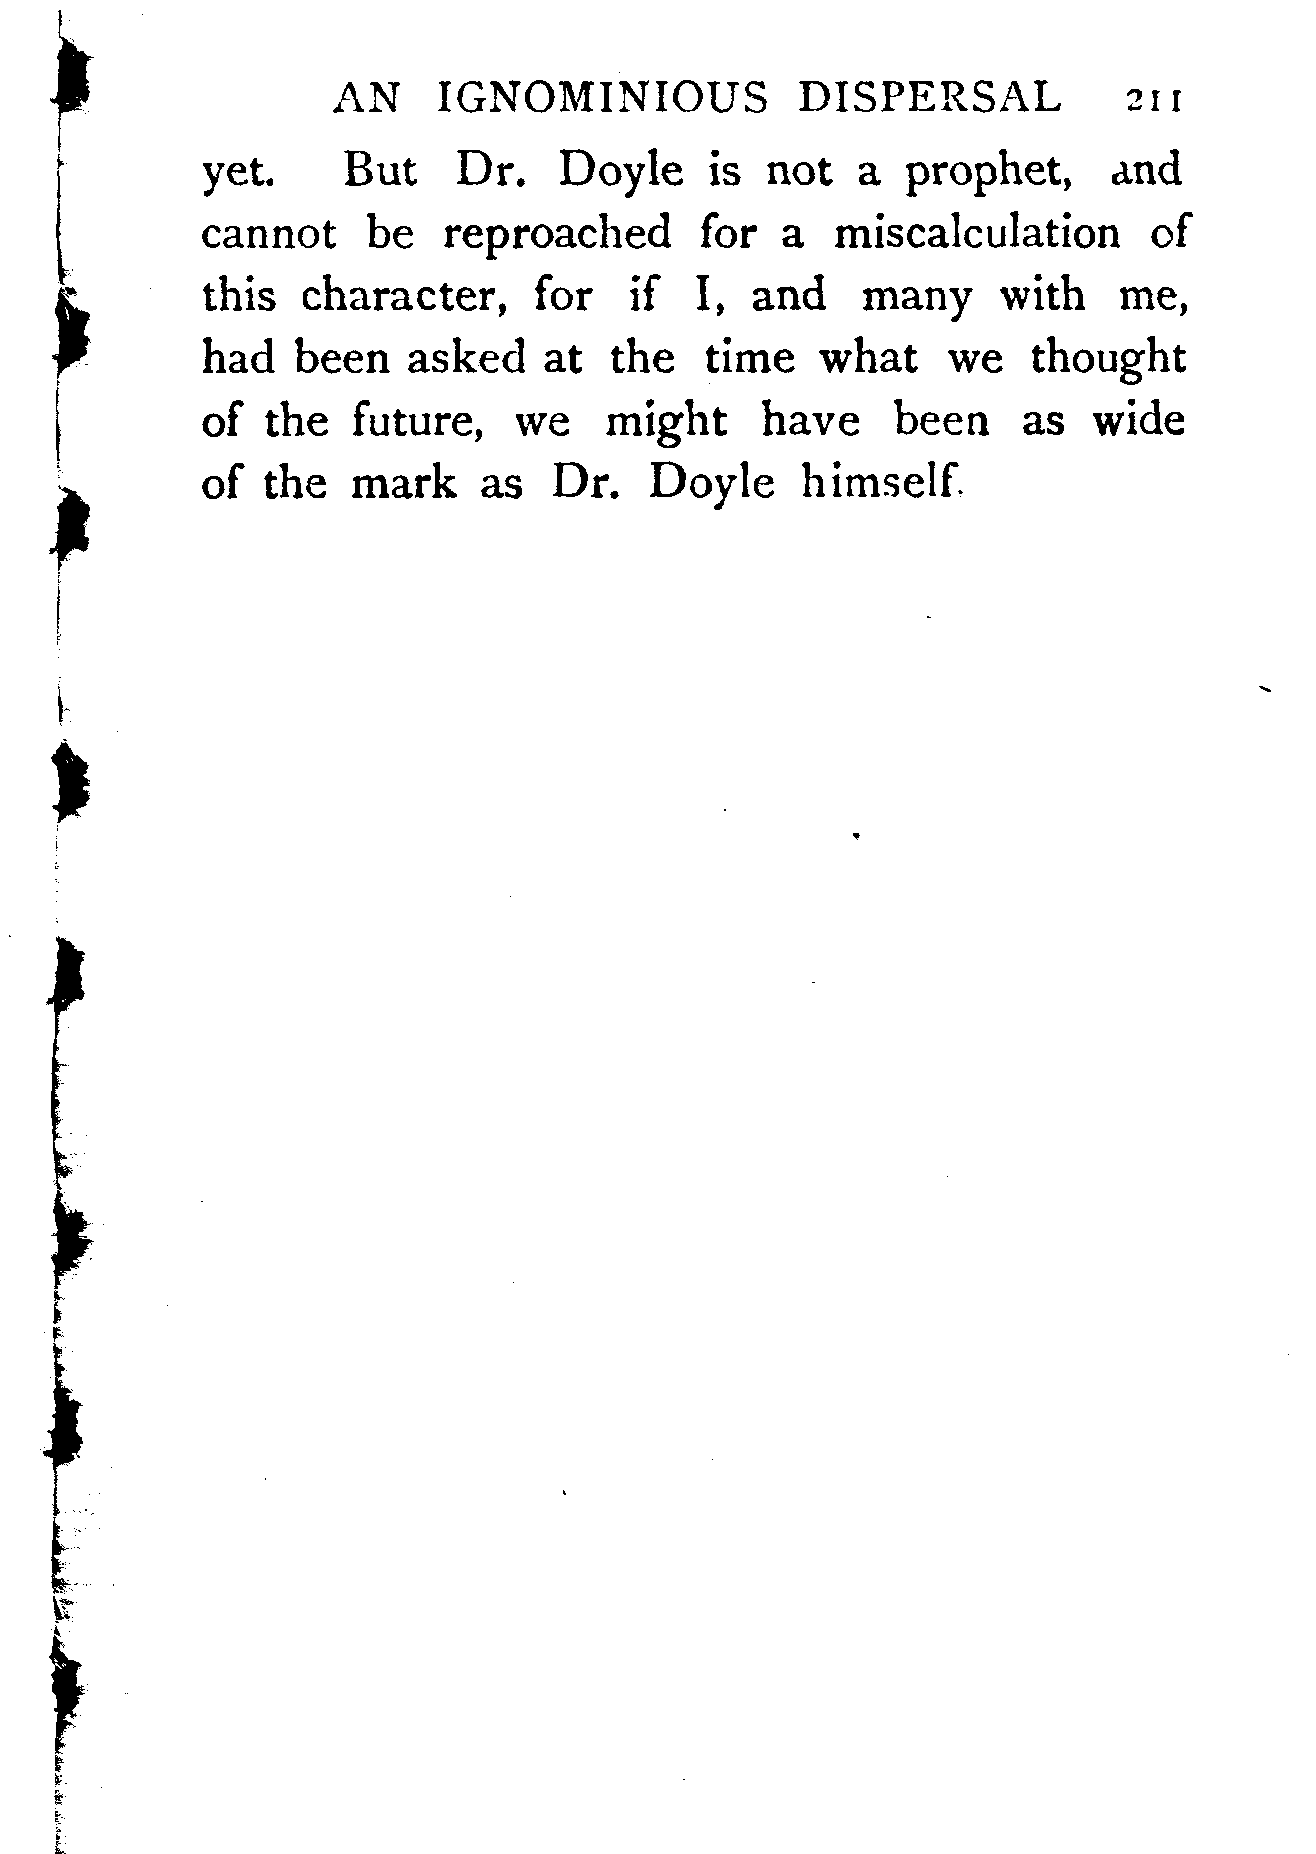 AN IGNOMINIOUS DISPERSAL 211
yet. But Dr. Doyle is not a prophet, and
cannot be reproached for a miscalculation of
this character, for if I, and many with me,
had been asked at the time what we thought
of the future, we might have been as wide
of the mark as Dr. Doyle himself.